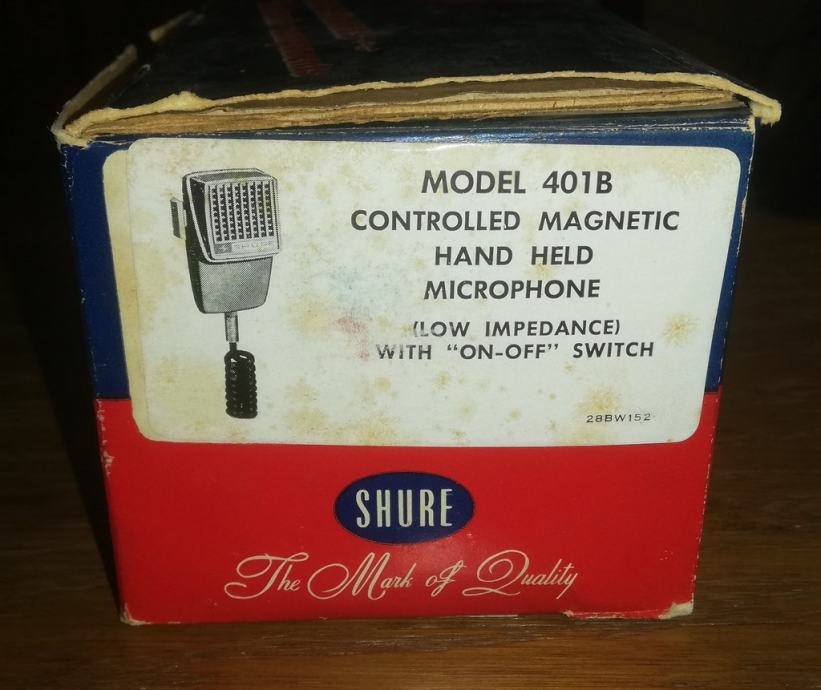 MODEL 401B
CONTROLLED MAGNETIC
HAND HELD
MICROPHONE
(LOW IMPEDANCE)
WITH "ON-OFF" SWITCH
SHURE
28BW152
SHURE
The Mark of Quality